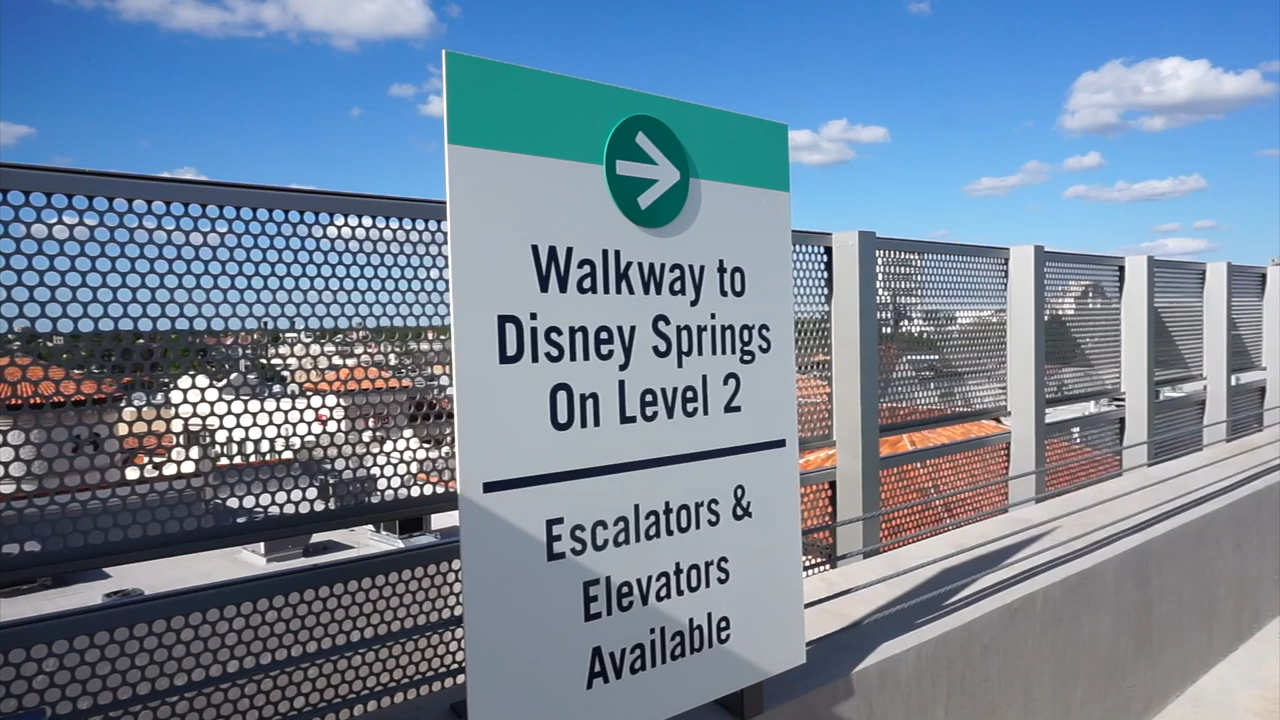 Walkway to
Disney Springs
On Level 2
Escalators &
Elevators
Available